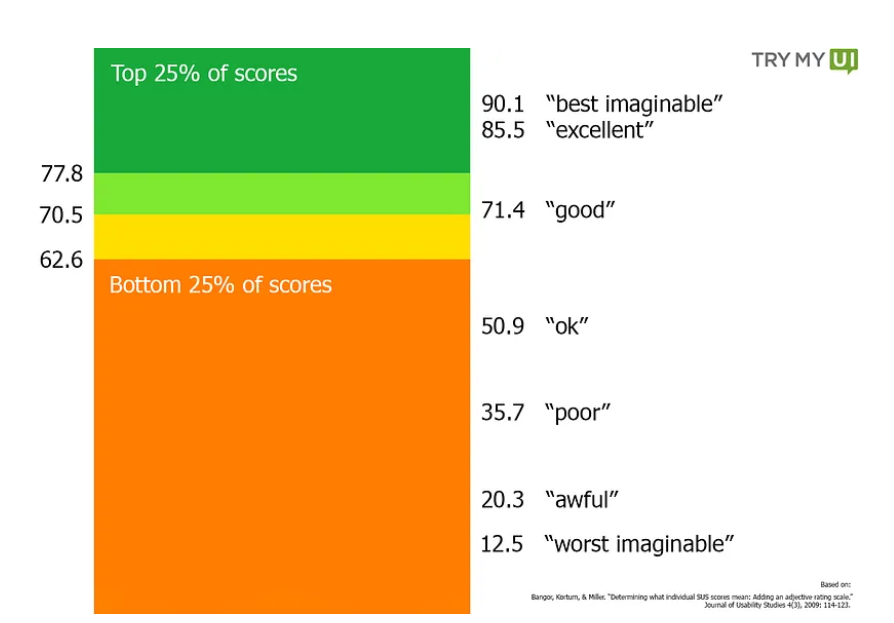 TRY MY UI
Top 25% of scores
90.1 “best imaginable”
85.5 “excellent”
77.8
70.5
71.4 “good”
62.6
Bottom 25% of scores
50.9 “ok”
35.7 “poor”
20.3 “awful”
12.5 “worst imaginable”
Based on:
Bangor, Kortum, & Miller. “Determining what individual SUS scores mean: Adding an adjective rating scale.”
Journal of Usability Studies 4(3), 2009: 114-123.